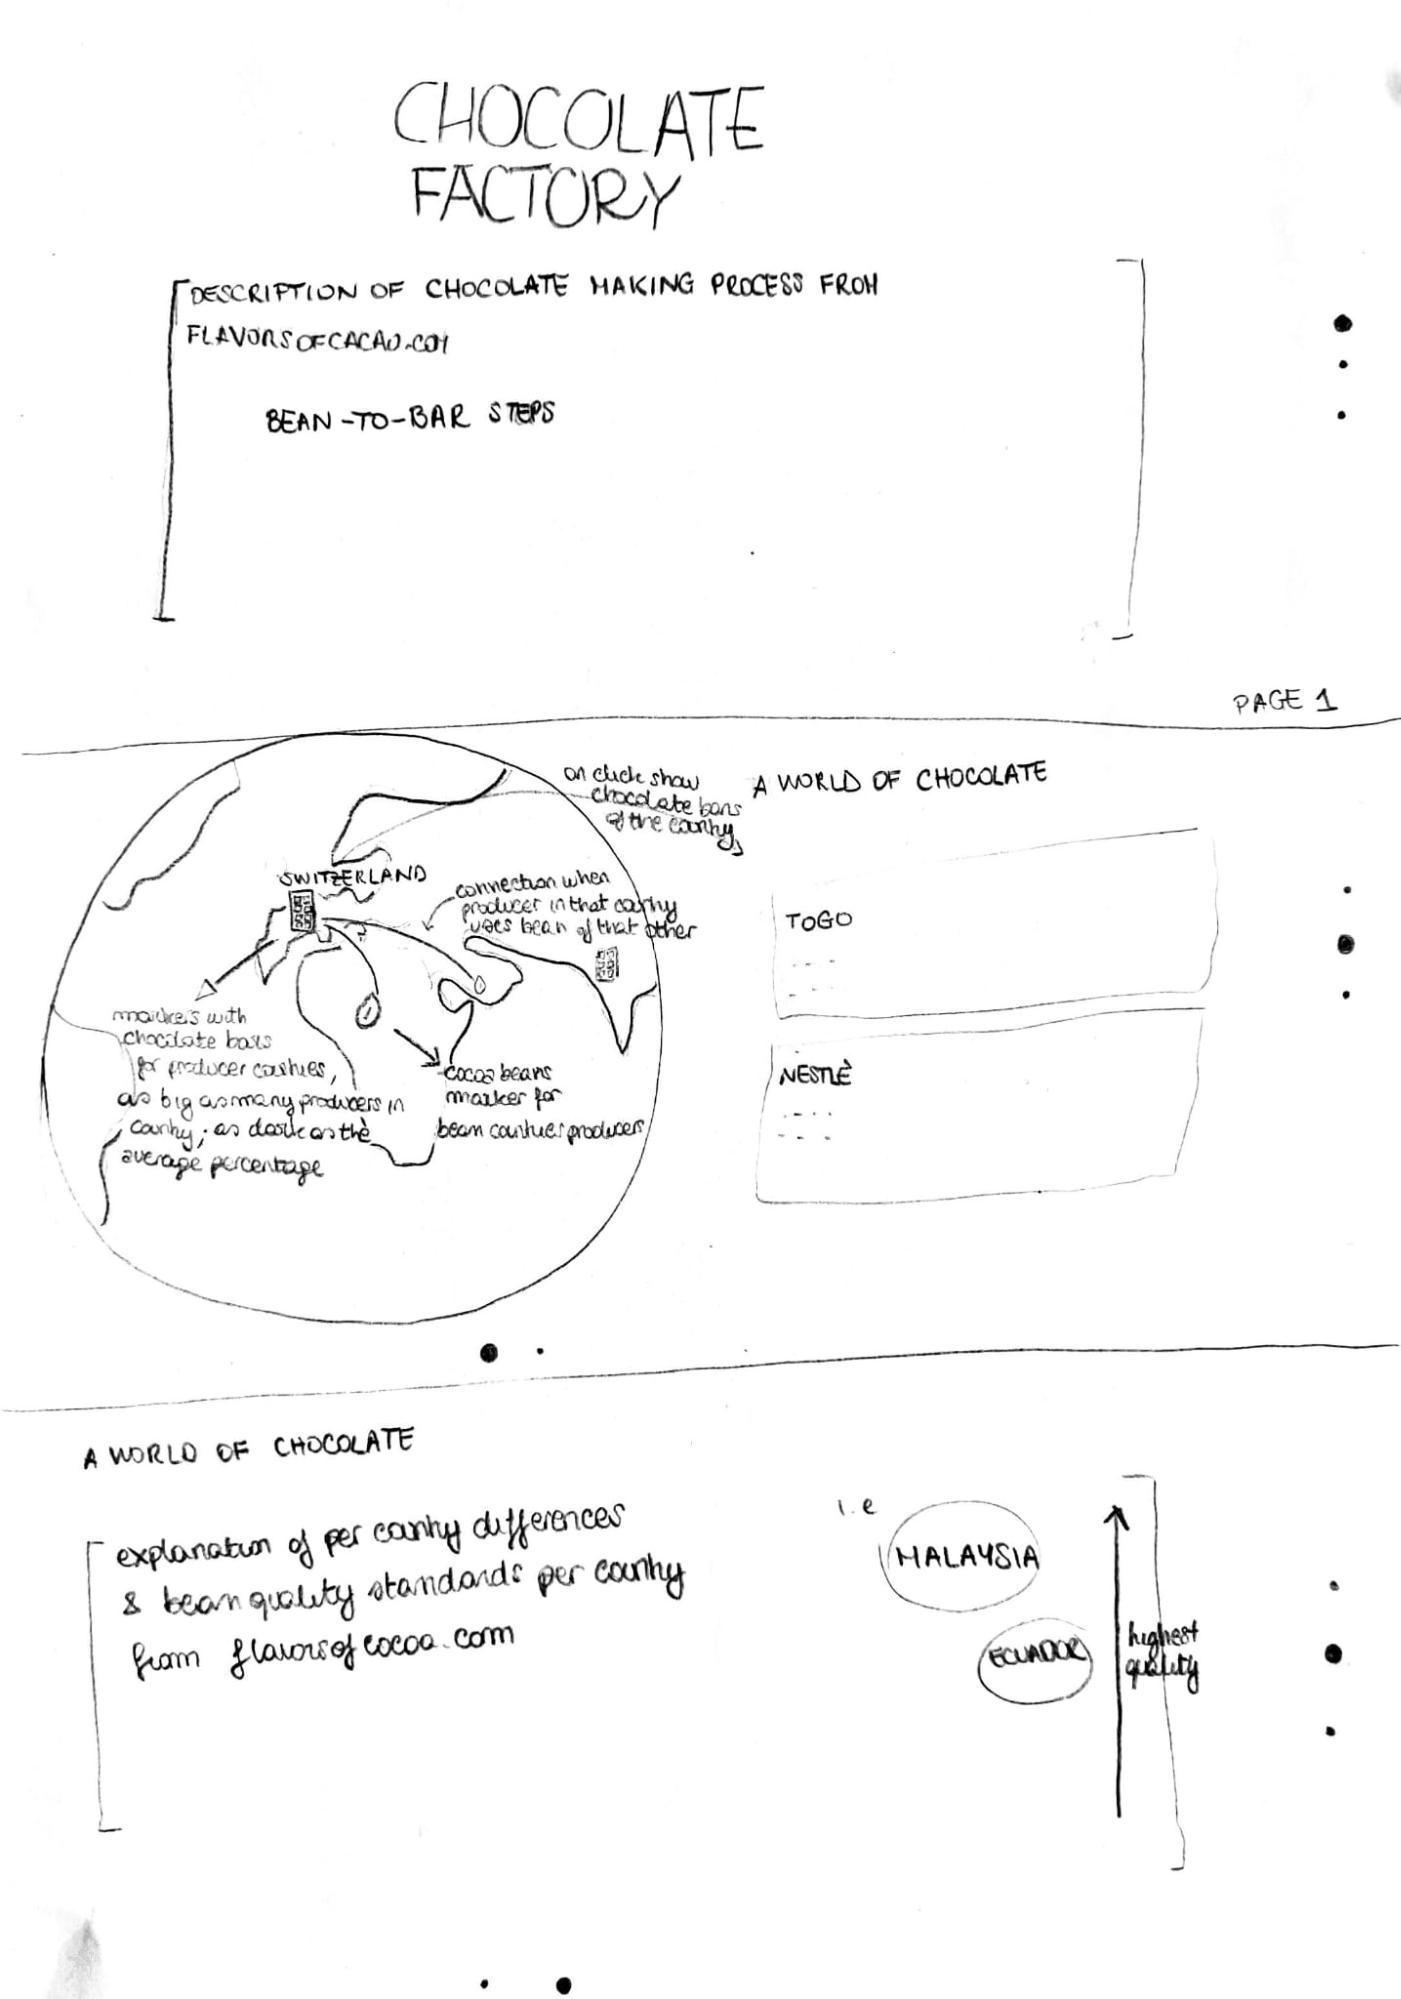 CHOCOLATE
FACTORY
DESCRIPTION OF CHOCOLATE MAKING PROCESS FROM
FLAVORSOFCACAO.COM
BEAN-TO-BAR STEPS
PAGE 1
on click show
chocolate bars
of the country
A WORLD OF CHOCOLATE
SWITZERLAND
connection when
producer in that country
uses bean of that other
TOGO
markers with
chocolate bars
for producer countries,
as big as many producers in
country; as dark as the
average percentage
cocoa beans
marker for
bean countries producers
NESTLÈ
A WORLD OF CHOCOLATE
explanation of per country differences
& bean quality standards per country
from flavorsofcocoa.com
i.e
MALAYSIA
ECUADOR
highest
quality